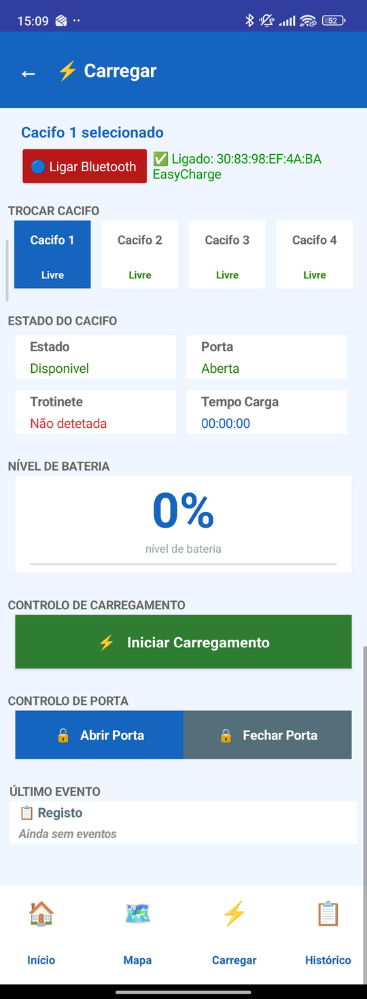 15:09
52
← ⚡ Carregar
Cacifo 1 selecionado
🔵 Ligar Bluetooth
✅ Ligado: 30:83:98:EF:4A:BA
EasyCharge
TROCAR CACIFO
Cacifo 1 Cacifo 2 Cacifo 3 Cacifo 4
Livre Livre Livre Livre
ESTADO DO CACIFO
Estado Porta
Disponivel Aberta
Trotinete Tempo Carga
Não detetada 00:00:00
NÍVEL DE BATERIA
0%
nível de bateria
CONTROLO DE CARREGAMENTO
⚡ Iniciar Carregamento
CONTROLO DE PORTA
🔓 Abrir Porta 🔒 Fechar Porta
ÚLTIMO EVENTO
📋 Registo
Ainda sem eventos
Início Mapa Carregar Histórico